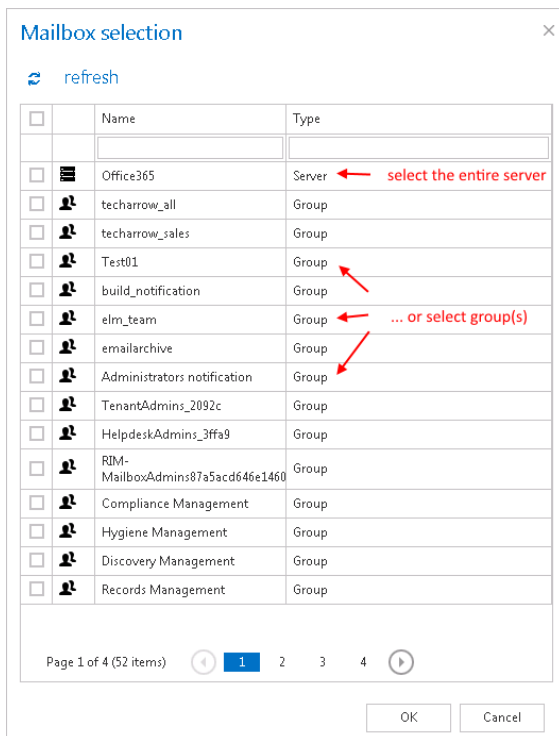 Mailbox selection
refresh
Name Type
Office365 Server select the entire server
techarrow_all Group
techarrow_sales Group
Test01 Group
build_notification Group
elm_team Group ... or select group(s)
emailarchive Group
Administrators notification Group
TenantAdmins_2092c Group
HelpdeskAdmins_3ffa9 Group
RIM-
MailboxAdmins87a5acd646e1460 Group
Compliance Management Group
Hygiene Management Group
Discovery Management Group
Records Management Group
Page 1 of 4 (52 items) 1 2 3 4
OK Cancel